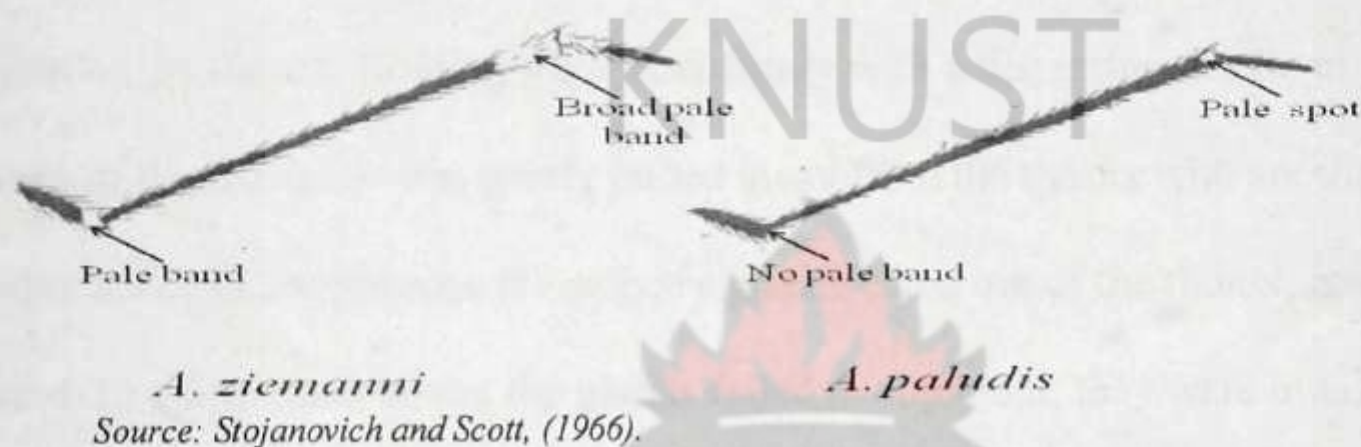 KNUST
Broad pale
band
Pale spot
Pale band
No pale band
A. ziemanni
A. paludis
Source: Stojanovich and Scott, (1966).